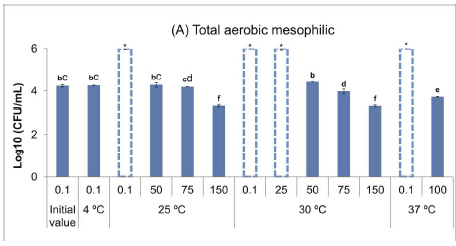 (A) Total aerobic mesophilic
Log10 (CFU/mL)
6
4
2
0
bC bC * bC cd f * * b d f * e
0.1 0.1 0.1 50 75 150 0.1 25 50 75 150 0.1 100
Initial value 4 ºC 25 ºC 30 ºC 37 ºC